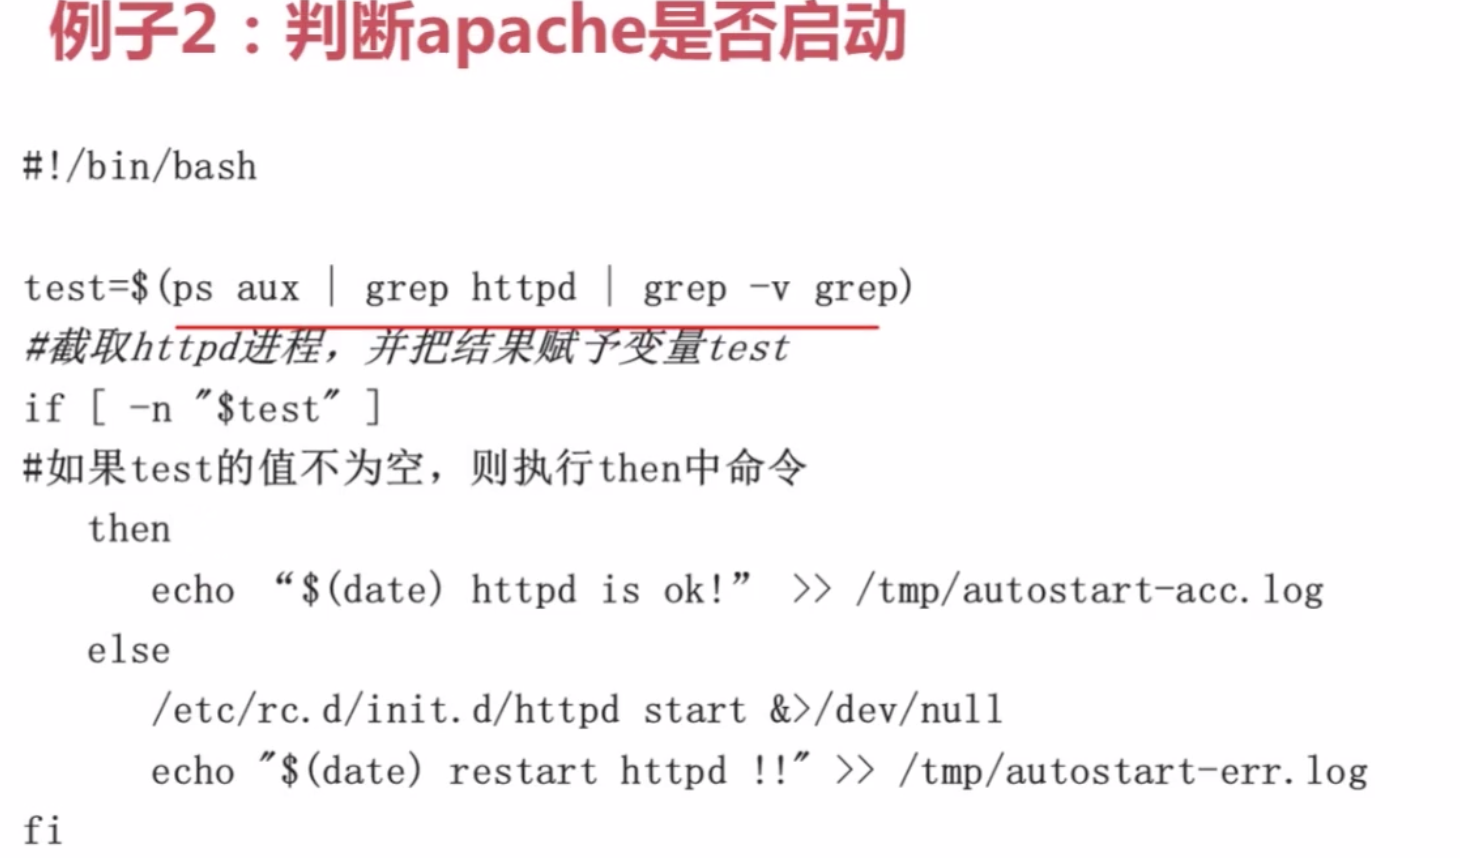 例子2：判断apache是否启动
#!/bin/bash
test=$(ps aux | grep httpd | grep -v grep)
#截取httpd进程，并把结果赋予变量test
if [ -n "$test" ]
#如果test的值不为空，则执行then中命令
then
echo “$(date) httpd is ok!” >> /tmp/autostart-acc.log
else
/etc/rc.d/init.d/httpd start &>/dev/null
echo "$(date) restart httpd !!" >> /tmp/autostart-err.log
fi